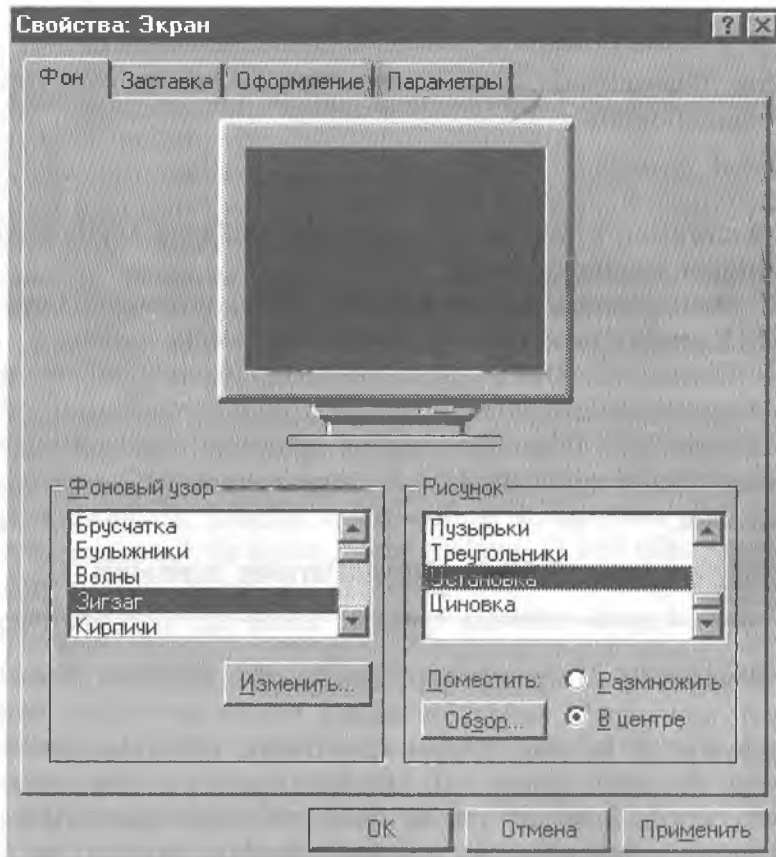 Свойства: Экран
Фон Заставка Оформление Параметры
Фоновый узор
Брусчатка
Булыжники
Волны
Зигзаг
Кирпичи
Изменить...
Рисунок
Пузырьки
Треугольники
Установка
Циновка
Поместить: Размножить
Обзор... В центре
ОК Отмена Применить